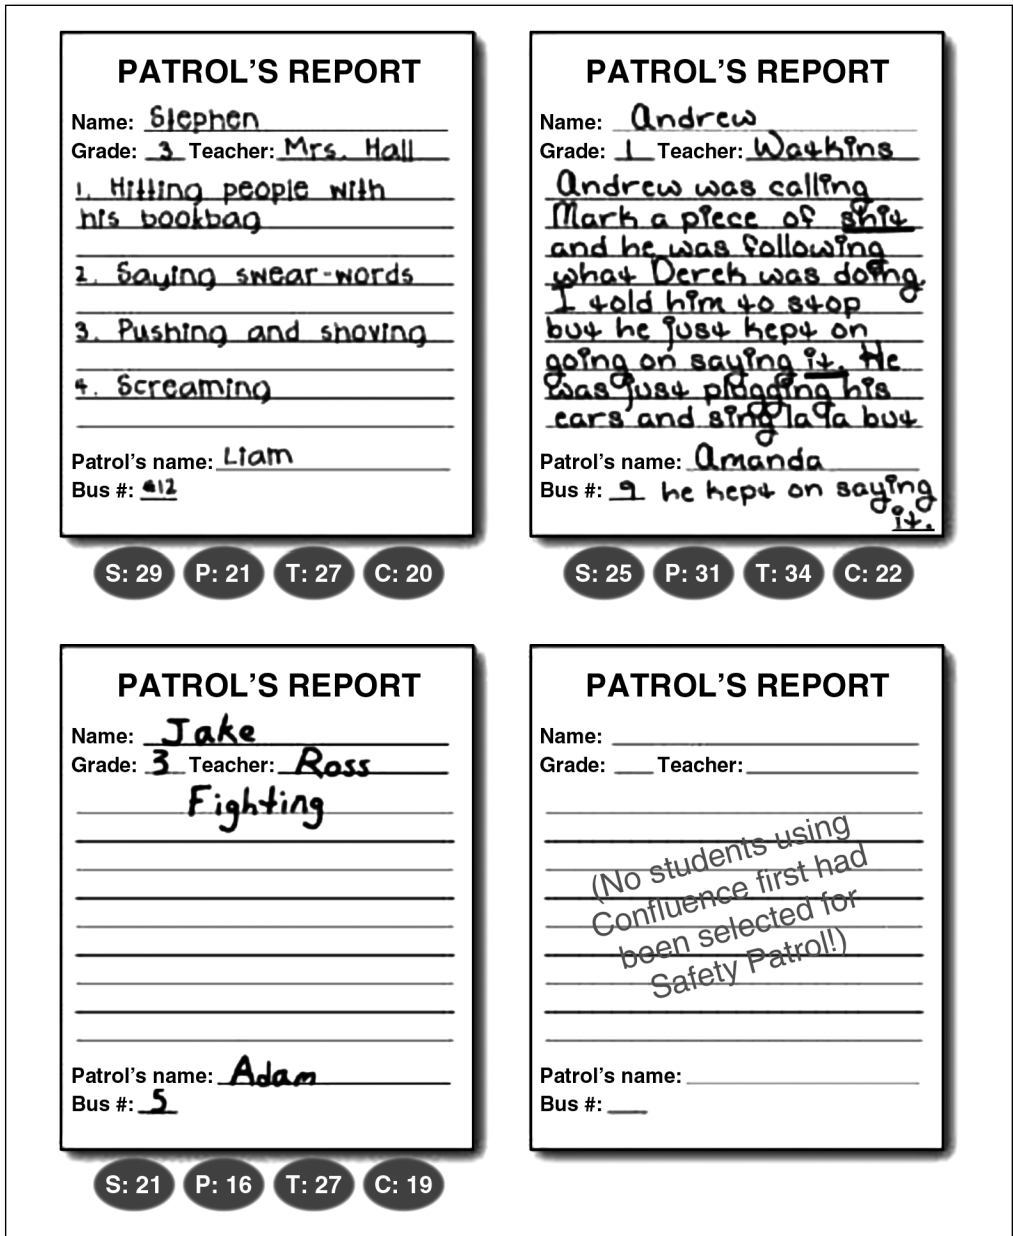 PATROL'S REPORT
Name: Stephen
Grade: 3 Teacher: Mrs. Hall
1. Hitting people with
his bookbag
2. Saying swear-words
3. Pushing and shoving
4. Screaming
Patrol's name: Liam
Bus #: #12
S: 29 P: 21 T: 27 C: 20
PATROL'S REPORT
Name: Andrew
Grade: 1 Teacher: Watkins
Andrew was calling
Mark a piece of shit
and he was following
what Derek was doing.
I told him to stop
but he just kept on
going on saying it. He
was just plugging his
ears and sing la la but
Patrol's name: Amanda
Bus #: 9 he kept on saying
it.
S: 25 P: 31 T: 34 C: 22
PATROL'S REPORT
Name: Jake
Grade: 3 Teacher: Ross
Fighting
Patrol's name: Adam
Bus #: 5
S: 21 P: 16 T: 27 C: 19
PATROL'S REPORT
Name:
Grade: Teacher:
(No students using
Confluence first had
been selected for
Safety Patrol!)
Patrol's name:
Bus #: